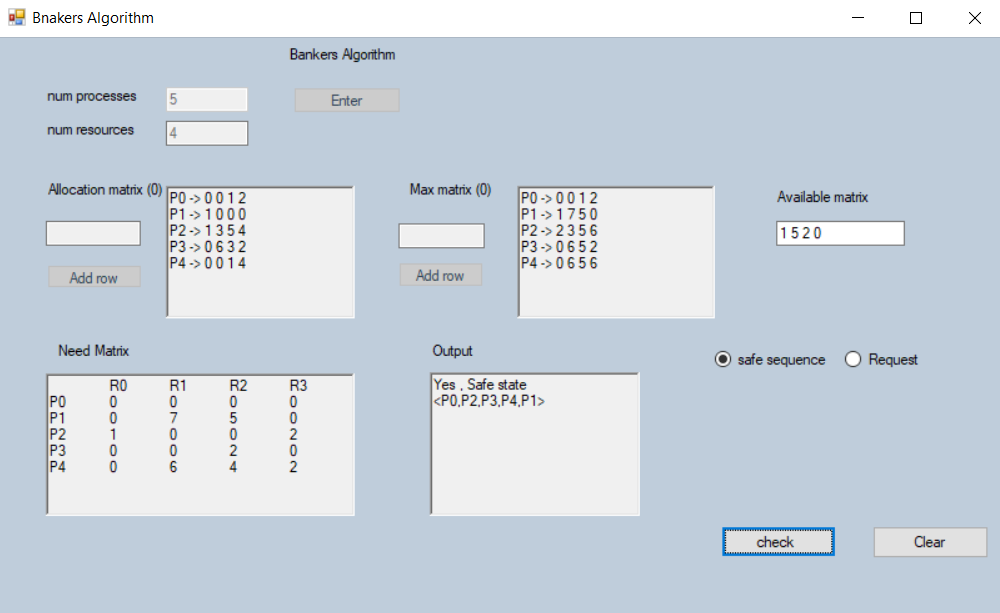 Bnakers Algorithm
Bankers Algorithm
num processes 5 Enter
num resources 4
Allocation matrix (0)
P0 -> 0 0 1 2
P1 -> 1 0 0 0
P2 -> 1 3 5 4
P3 -> 0 6 3 2
P4 -> 0 0 1 4
Add row
Max matrix (0)
P0 -> 0 0 1 2
P1 -> 1 7 5 0
P2 -> 2 3 5 6
P3 -> 0 6 5 2
P4 -> 0 6 5 6
Add row
Available matrix
1 5 2 0
Need Matrix
R0 R1 R2 R3
P0 0 0 0 0
P1 0 7 5 0
P2 1 0 0 2
P3 0 0 2 0
P4 0 6 4 2
Output
Yes , Safe state
<P0,P2,P3,P4,P1>
safe sequence Request
check Clear